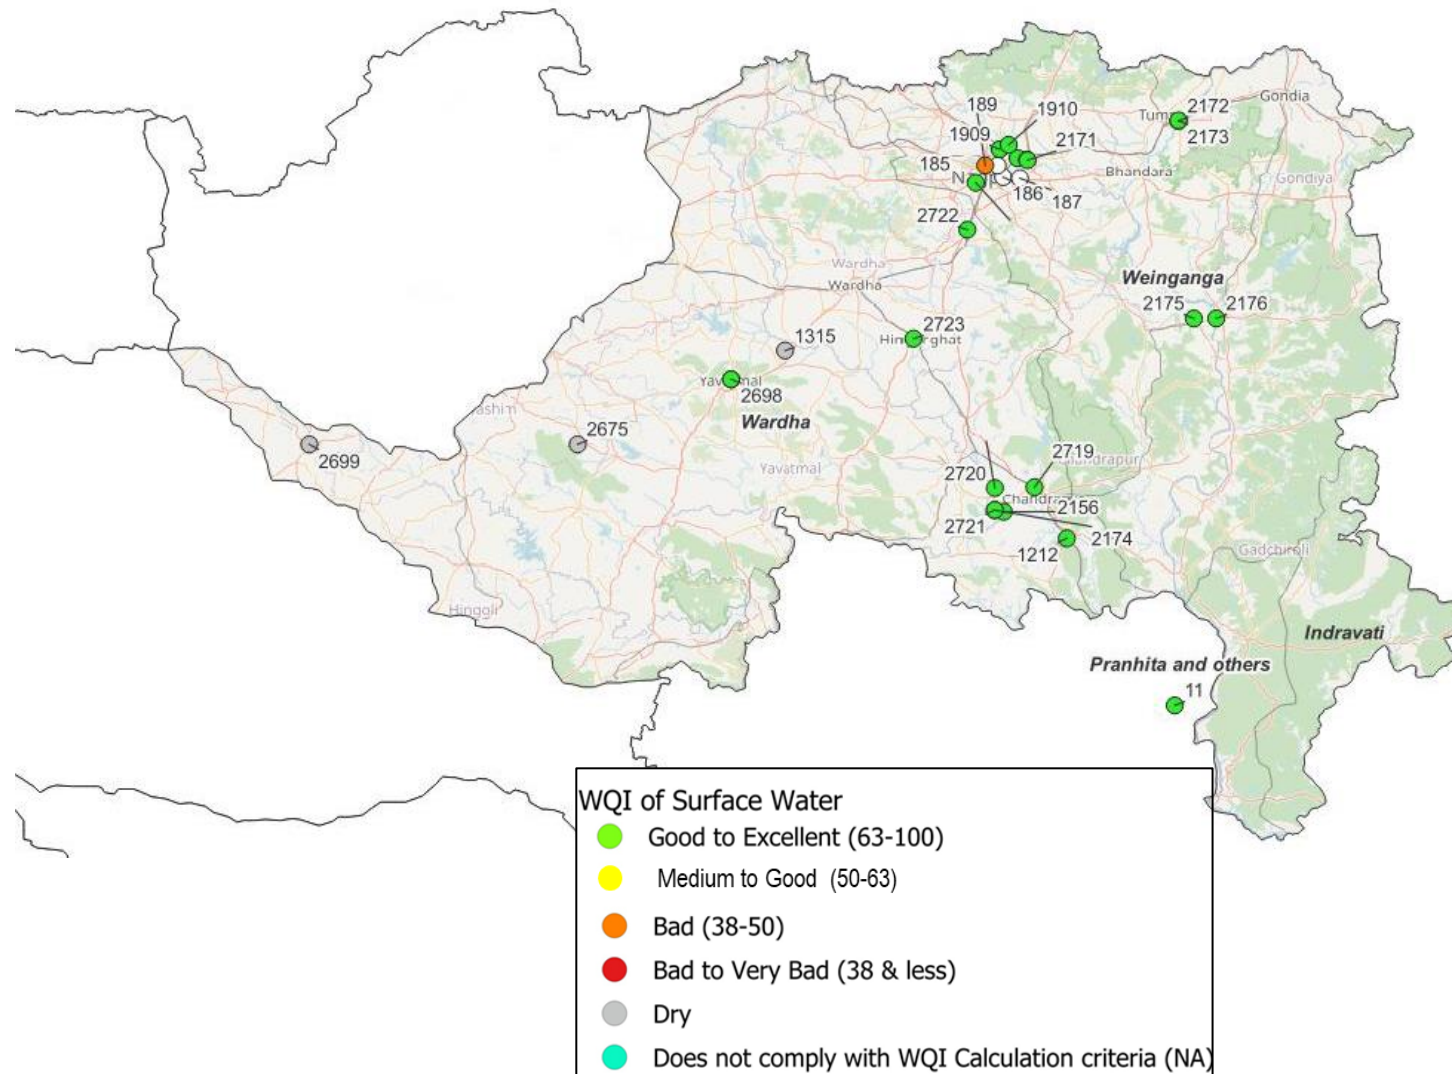 189
1910
2172
Gondia
Tum
1909
2171
2173
185
Bhandara
Gondiya
186
187
2722
Wardha
Wardha
Weinganga
2175
2176
2723
1315
2698
Wardha
2675
2699
Yavatmal
2719
2720
2156
2721
2174
1212
Gadchiroli
Hingoli
Indravati
Pranhita and others
11
WQI of Surface Water
Good to Excellent (63-100)
Medium to Good (50-63)
Bad (38-50)
Bad to Very Bad (38 & less)
Dry
Does not comply with WQI Calculation criteria (NA)